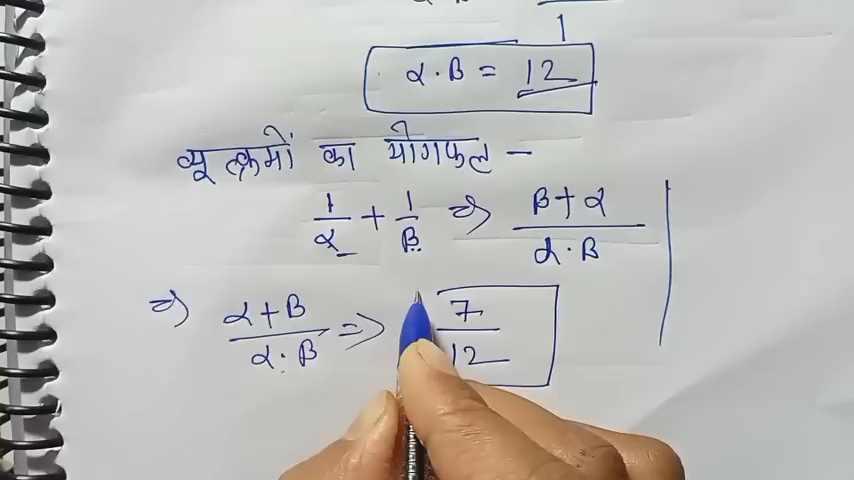 1
α · β = 12
व्यूत्क्रमों का योगफल –
1/α + 1/β ⇒ β+α/α·β
⇒ α+β/α·β ⇒ 7/12